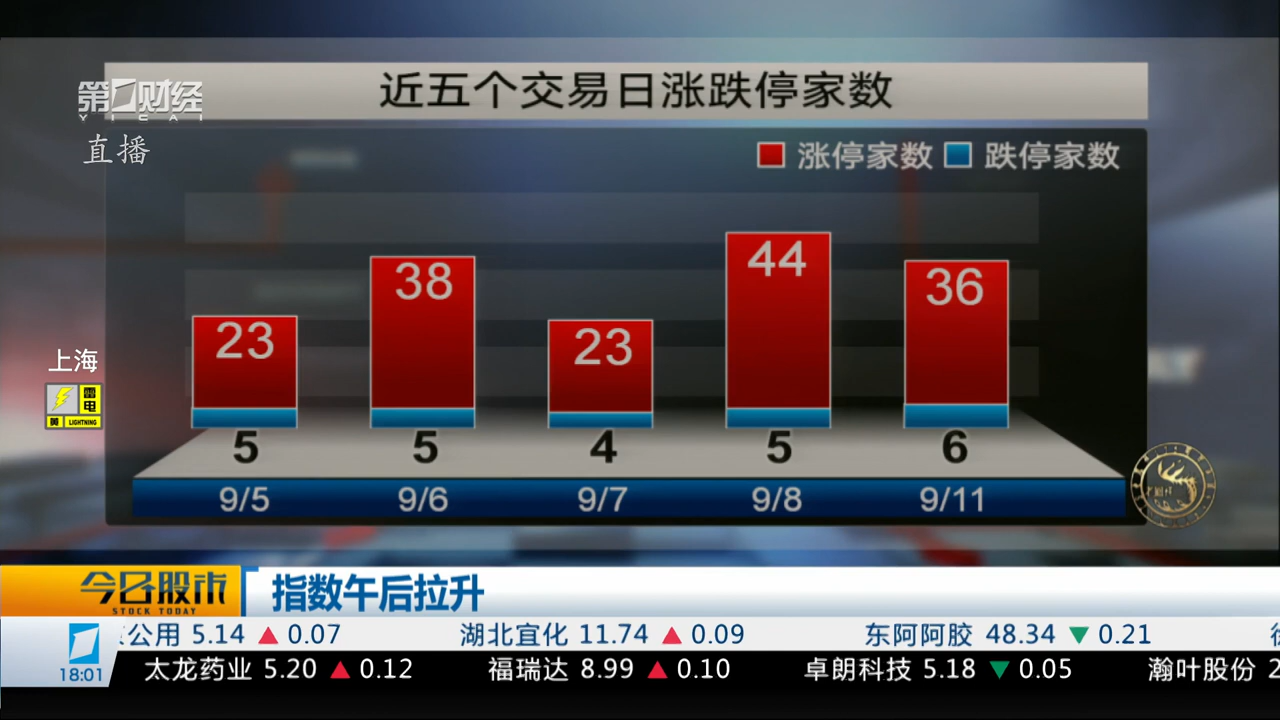 近五个交易日涨跌停家数
第1财经
YICAI
直播
涨停家数 跌停家数
23 38 23 44 36
5 5 4 5 6
9/5 9/6 9/7 9/8 9/11
上海
雷电
黄 LIGHTNING
今日股市
STOCK TODAY
指数午后拉升
公用 5.14 ▲ 0.07 湖北宜化 11.74 ▲ 0.09 东阿阿胶 48.34 ▼ 0.21
18:01
太龙药业 5.20 ▲ 0.12 福瑞达 8.99 ▲ 0.10 卓朗科技 5.18 ▼ 0.05 瀚叶股份 2